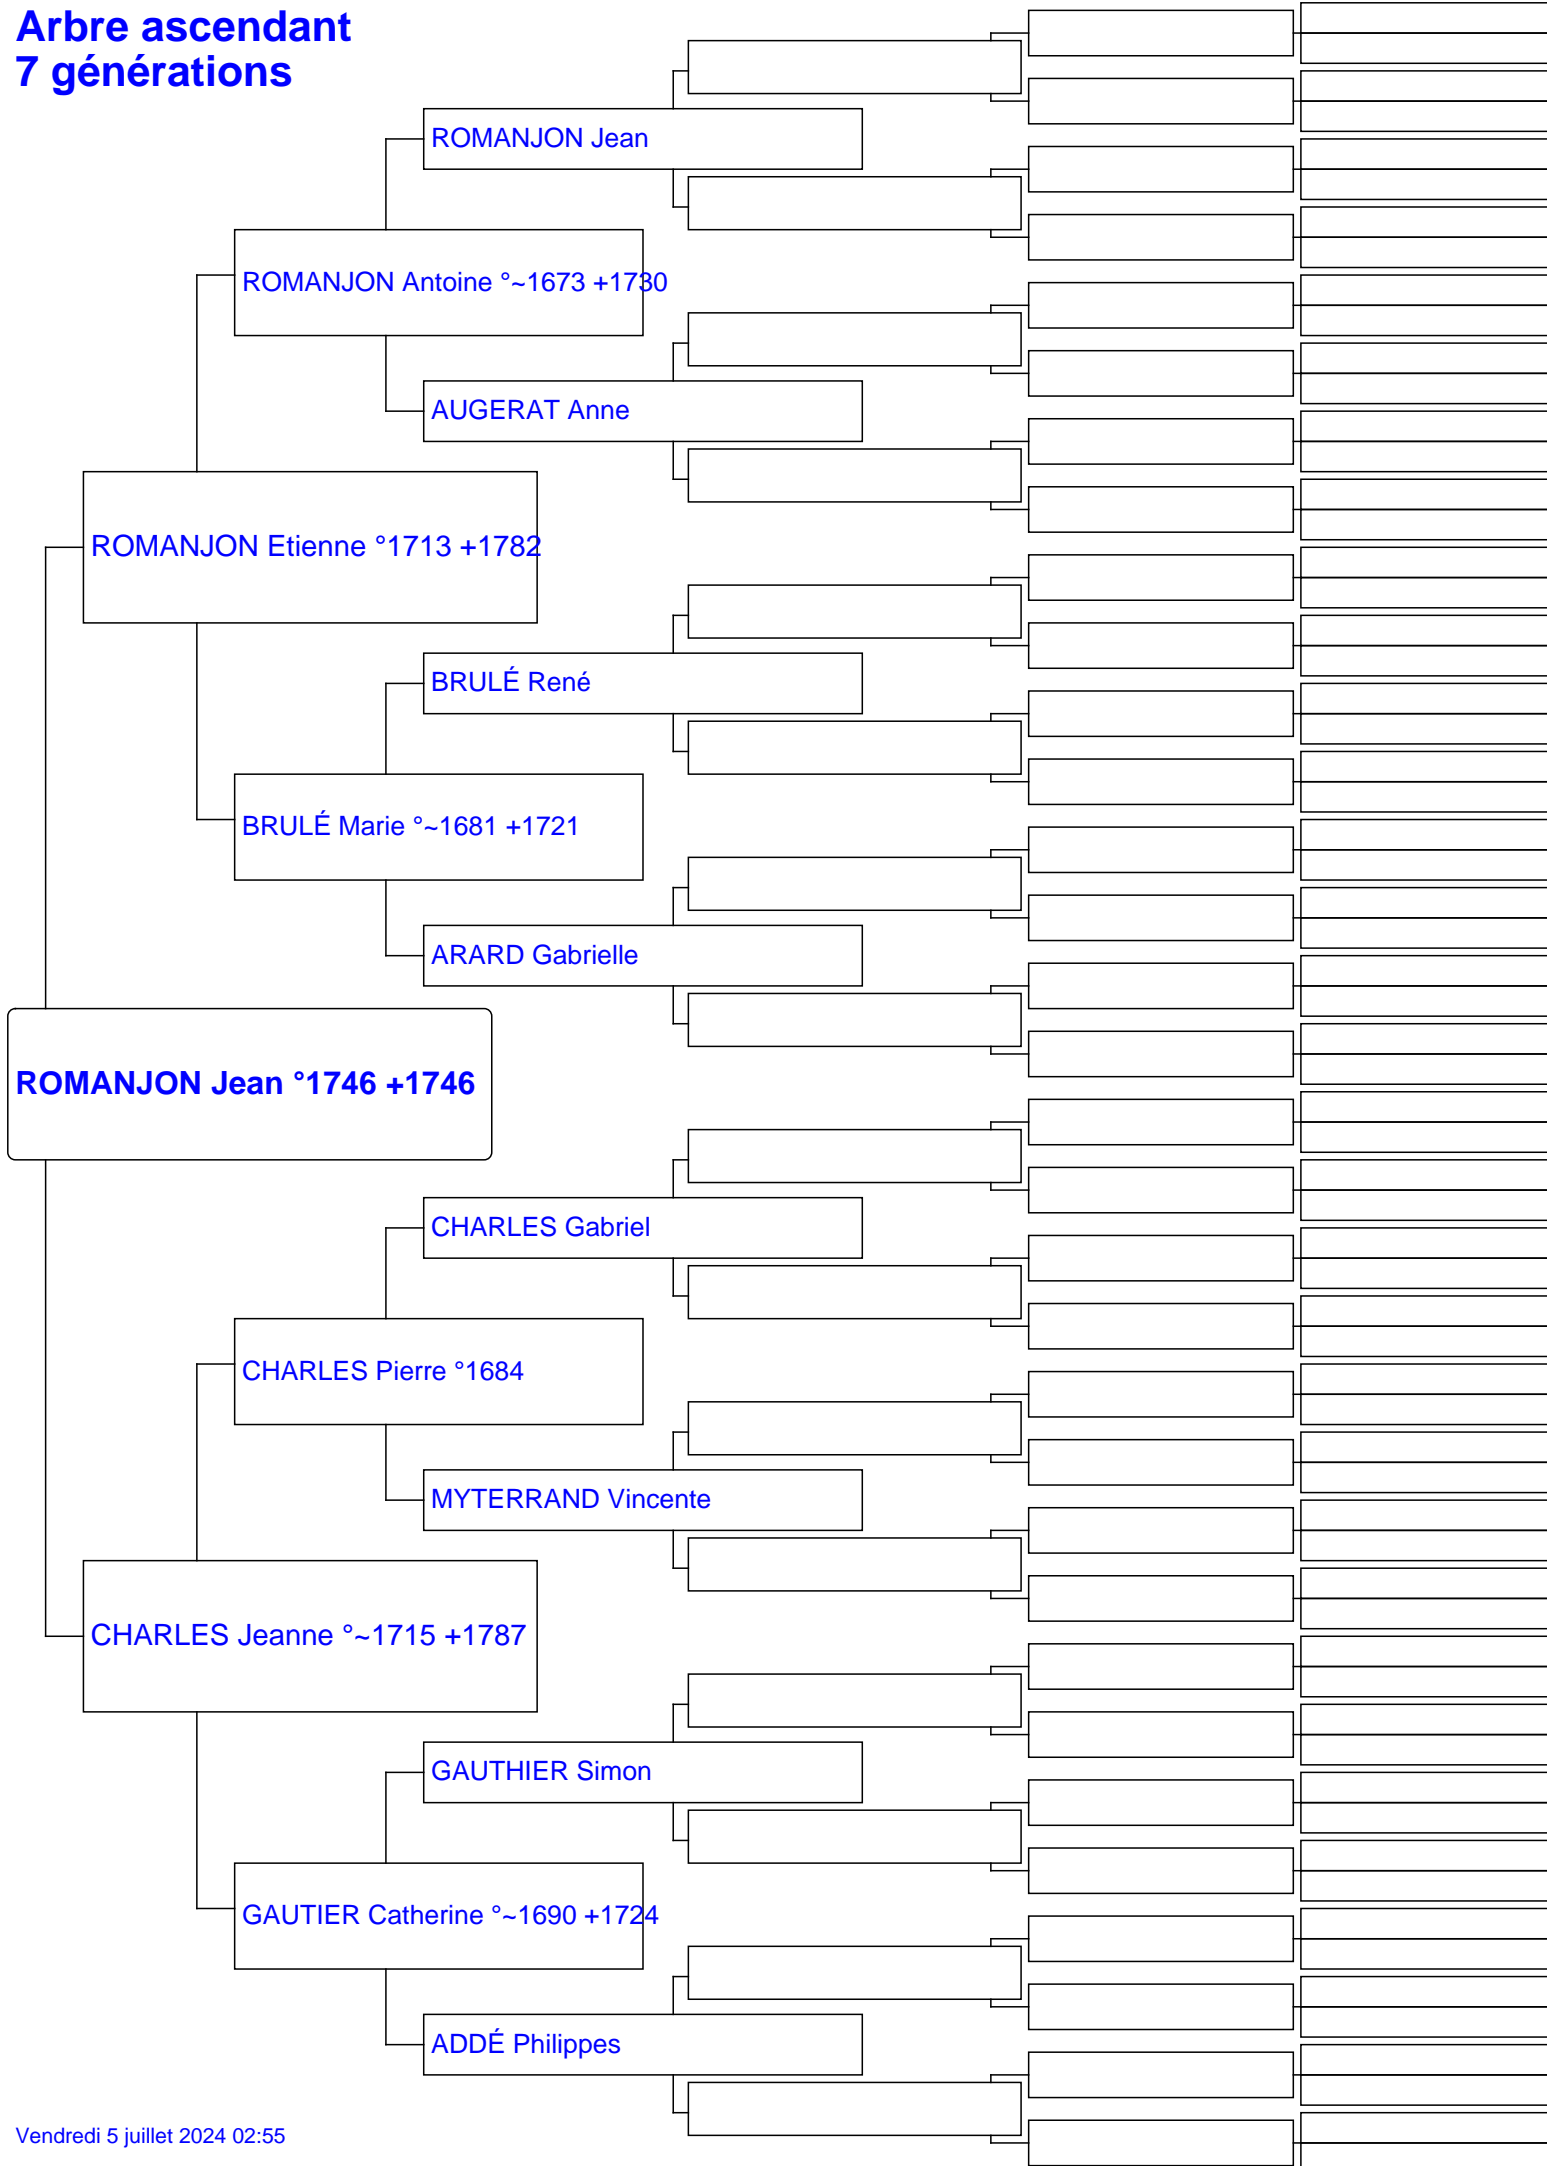 Arbre ascendant
7 générations
ROMANJON Jean
ROMANJON Antoine °~1673 +1730
AUGERAT Anne
ROMANJON Etienne °1713 +1782
BRULÉ René
BRULÉ Marie °~1681 +1721
ARARD Gabrielle
ROMANJON Jean °1746 +1746
CHARLES Gabriel
CHARLES Pierre °1684
MYTERRAND Vincente
CHARLES Jeanne °~1715 +1787
GAUTHIER Simon
GAUTIER Catherine °~1690 +1724
ADDÉ Philippes
Vendredi 5 juillet 2024 02:55